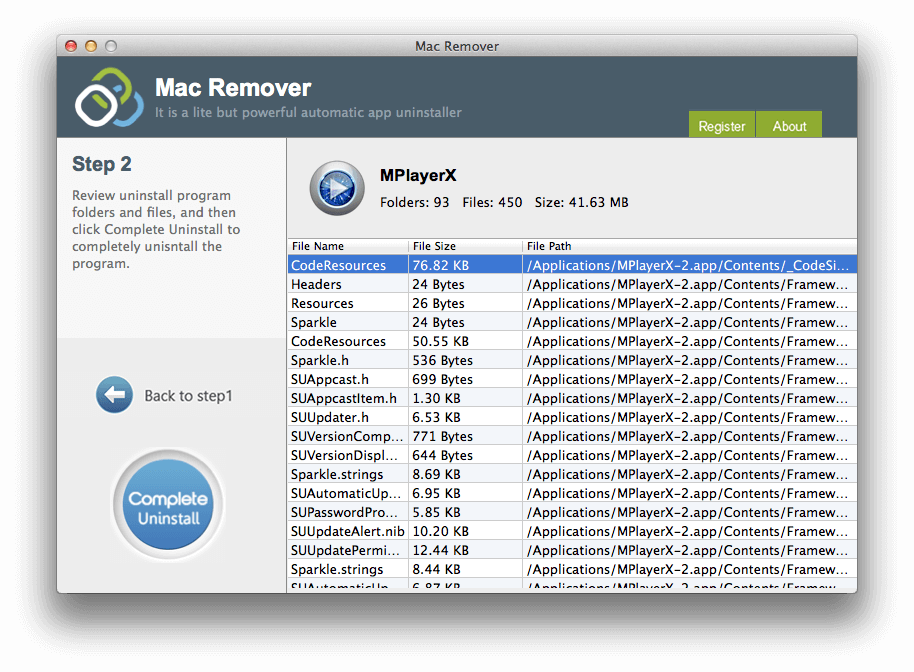 Mac Remover
Mac Remover
It is a lite but powerful automatic app uninstaller
Register About
Step 2
Review uninstall program
folders and files, and then
click Complete Uninstall to
completely unisntall the
program.
Back to step1
Complete
Uninstall
MPlayerX
Folders: 93 Files: 450 Size: 41.63 MB
File Name File Size File Path
CodeResources 76.82 KB /Applications/MPlayerX-2.app/Contents/_CodeSi...
Headers 24 Bytes /Applications/MPlayerX-2.app/Contents/Framew...
Resources 26 Bytes /Applications/MPlayerX-2.app/Contents/Framew...
Sparkle 24 Bytes /Applications/MPlayerX-2.app/Contents/Framew...
CodeResources 50.55 KB /Applications/MPlayerX-2.app/Contents/Framew...
Sparkle.h 536 Bytes /Applications/MPlayerX-2.app/Contents/Framew...
SUAppcast.h 699 Bytes /Applications/MPlayerX-2.app/Contents/Framew...
SUAppcastItem.h 1.30 KB /Applications/MPlayerX-2.app/Contents/Framew...
SUUpdater.h 6.53 KB /Applications/MPlayerX-2.app/Contents/Framew...
SUVersionComp... 771 Bytes /Applications/MPlayerX-2.app/Contents/Framew...
SUVersionDispl... 644 Bytes /Applications/MPlayerX-2.app/Contents/Framew...
Sparkle.strings 8.69 KB /Applications/MPlayerX-2.app/Contents/Framew...
SUAutomaticUp... 6.95 KB /Applications/MPlayerX-2.app/Contents/Framew...
SUPasswordPro... 5.85 KB /Applications/MPlayerX-2.app/Contents/Framew...
SUUpdateAlert.nib 10.20 KB /Applications/MPlayerX-2.app/Contents/Framew...
SUUpdatePermi... 12.44 KB /Applications/MPlayerX-2.app/Contents/Framew...
Sparkle.strings 8.44 KB /Applications/MPlayerX-2.app/Contents/Framew...
SUAutomaticUp... 6.87 KB /Applications/MPlayerX-2.app/Contents/Framew...